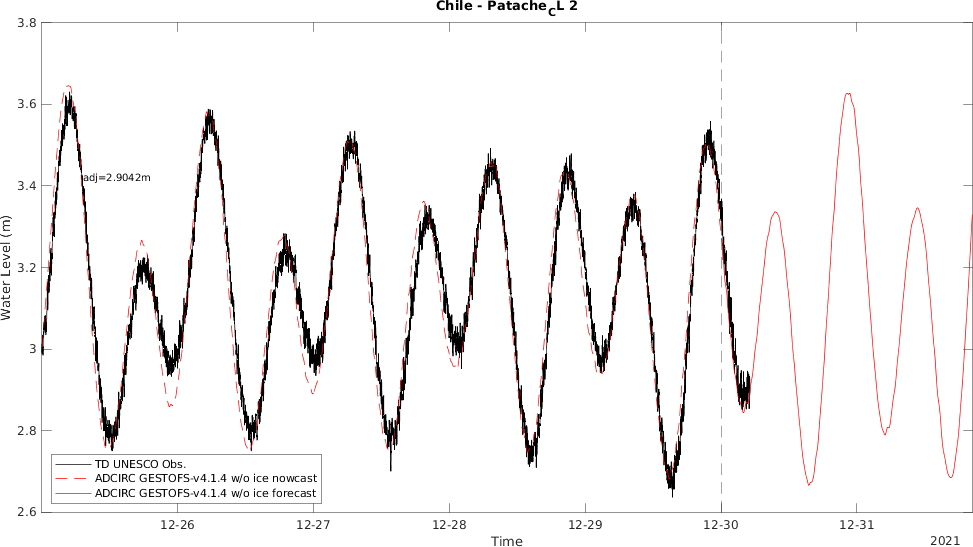 Chile - Patache_CL 2
3.8
3.6
3.4
3.2
3
2.8
2.6
Water Level (m)
adj=2.9042m
TD UNESCO Obs.
ADCIRC GESTOFS-v4.1.4 w/o ice nowcast
ADCIRC GESTOFS-v4.1.4 w/o ice forecast
12-26
12-27
12-28
12-29
12-30
12-31
Time
2021